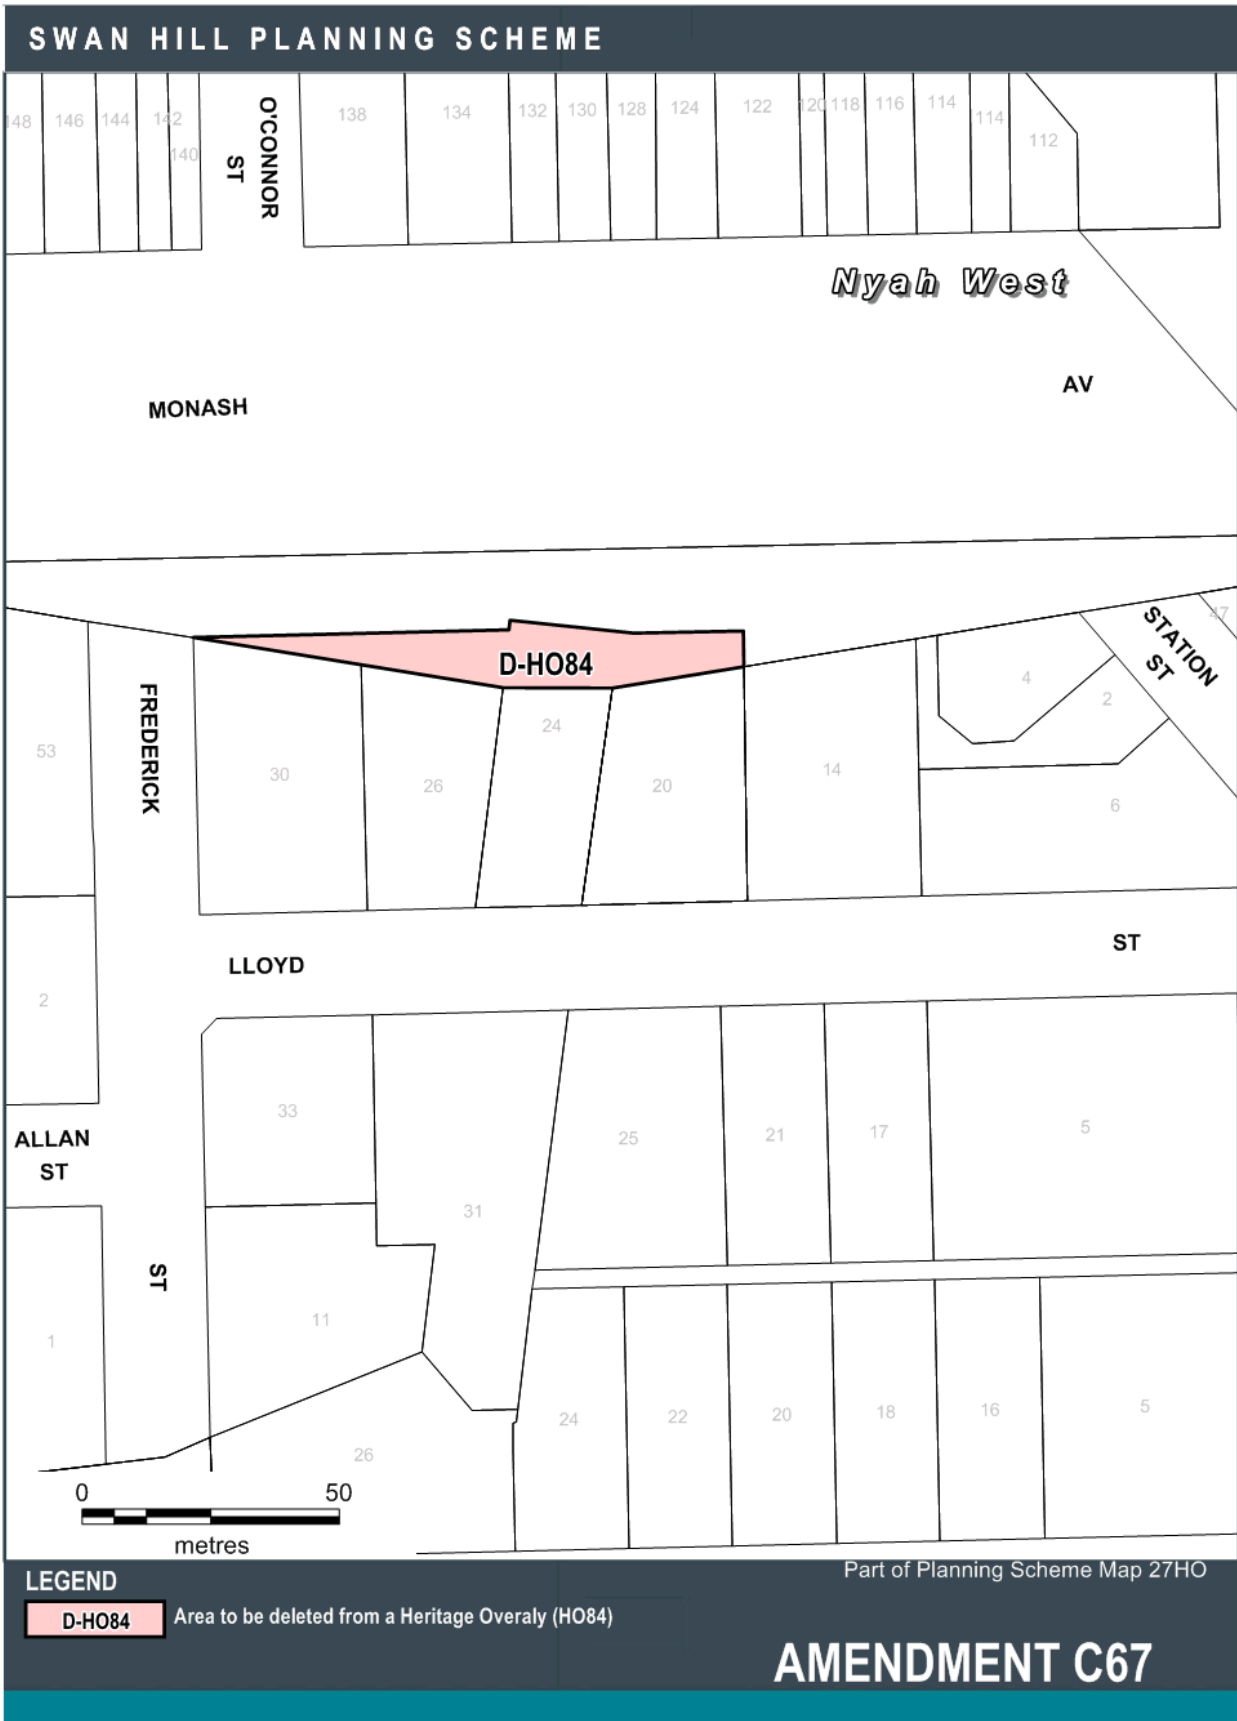 SWAN HILL PLANNING SCHEME
148 146 144 142 138 134 132 130 128 124 122 120 118 116 114 114 112
140
O'CONNOR
ST
Nyah West
MONASH
AV
STATION
ST
47
D-HO84
FREDERICK
53
30
26
24
20
14
4
2
6
LLOYD
ST
2
ALLAN
ST
33
31
25
21
17
5
ST
1
11
26
24
22
20
18
16
5
0 50
metres
Part of Planning Scheme Map 27HO
LEGEND
D-HO84 Area to be deleted from a Heritage Overaly (HO84)
AMENDMENT C67